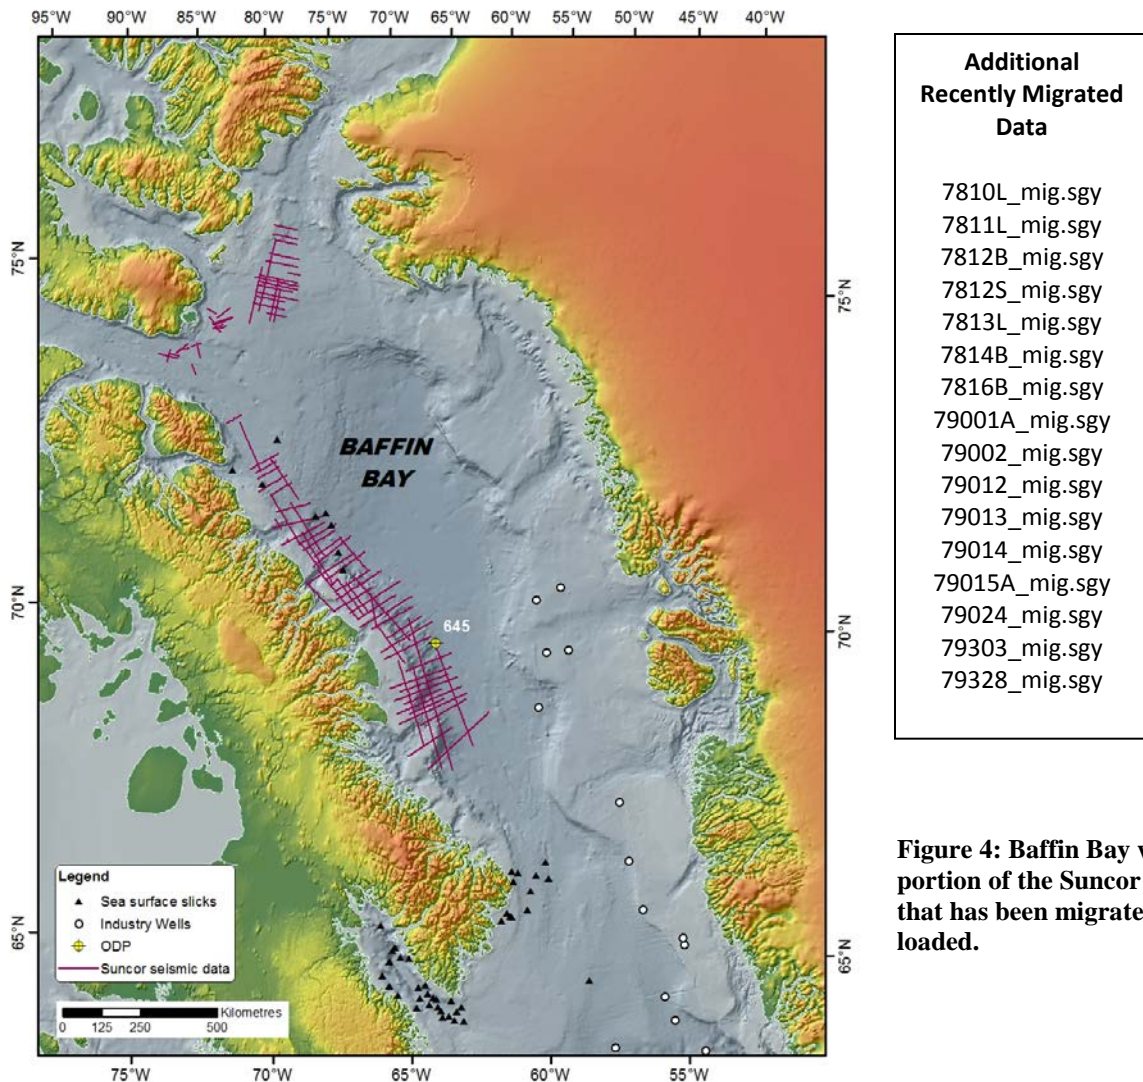 95°W 90°W 85°W 80°W 75°W 70°W 65°W 60°W 55°W 50°W 45°W 40°W
75°N
75°N
BAFFIN
BAY
70°N
645
70°N
65°N
65°N
Legend
Sea surface slicks
Industry Wells
ODP
Suncor seismic data
Kilometres
0 125 250 500
75°W 70°W 65°W 60°W 55°W 50°W
Additional
Recently Migrated
Data
7810L_mig.sgy
7811L_mig.sgy
7812B_mig.sgy
7812S_mig.sgy
7813L_mig.sgy
7814B_mig.sgy
7816B_mig.sgy
79001A_mig.sgy
79002_mig.sgy
79012_mig.sgy
79013_mig.sgy
79014_mig.sgy
79015A_mig.sgy
79024_mig.sgy
79303_mig.sgy
79328_mig.sgy
Figure 4: Baffin Bay
portion of the Suncor
that has been
loaded.